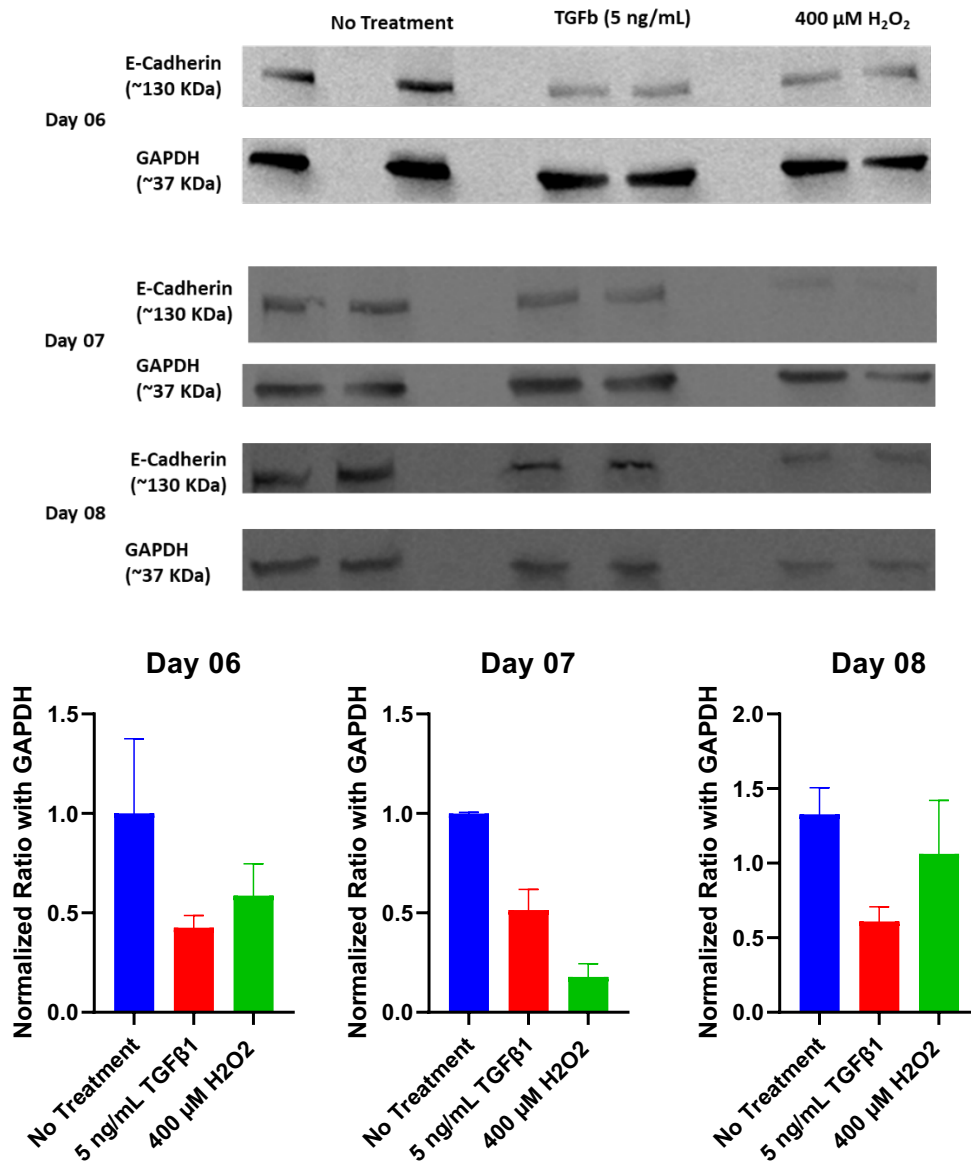 No Treatment
TGFb (5 ng/mL)
400 µM H₂O₂
E-Cadherin
(~130 KDa)
Day 06
GAPDH
(~37 KDa)
E-Cadherin
(~130 KDa)
Day 07
GAPDH
(~37 KDa)
E-Cadherin
(~130 KDa)
Day 08
GAPDH
(~37 KDa)
Day 06
Normalized Ratio with GAPDH
1.5
1.0
0.5
0.0
No Treatment
5 ng/mL TGFβ1
400 µM H2O2
Day 07
Normalized Ratio with GAPDH
1.5
1.0
0.5
0.0
No Treatment
5 ng/mL TGFβ1
400 µM H2O2
Day 08
Normalized Ratio with GAPDH
2.0
1.5
1.0
0.5
0.0
No Treatment
5 ng/mL TGFβ1
400 µM H2O2